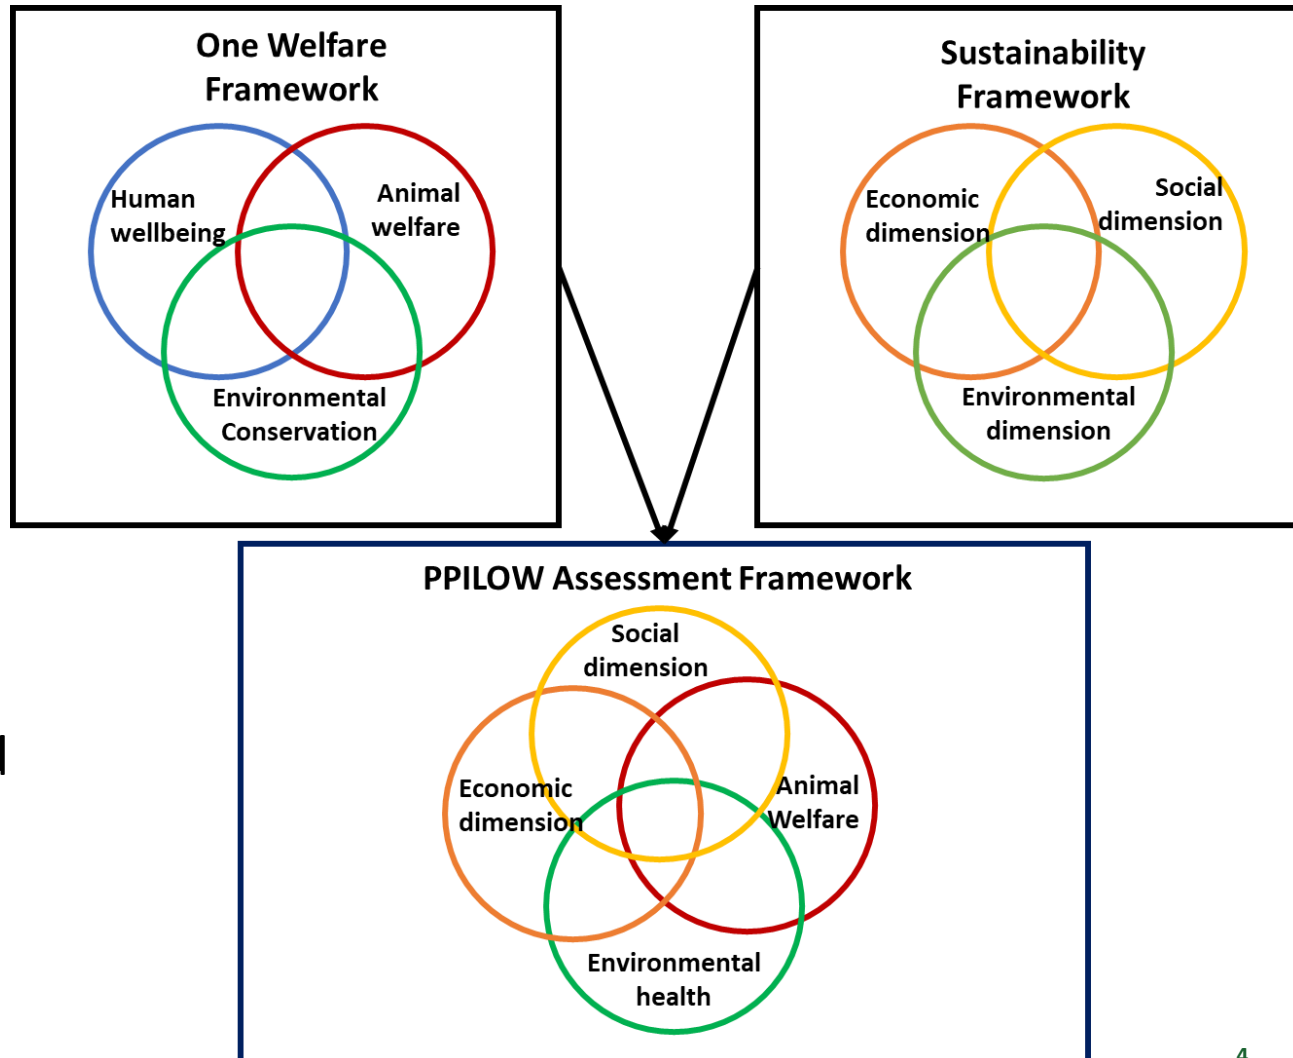 One Welfare
Framework
Human
wellbeing
Animal
welfare
Environmental
Conservation
Sustainability
Framework
Economic
dimension
Social
dimension
Environmental
dimension
PPILOW Assessment Framework
Social
dimension
Economic
dimension
Animal
Welfare
Environmental
health
4